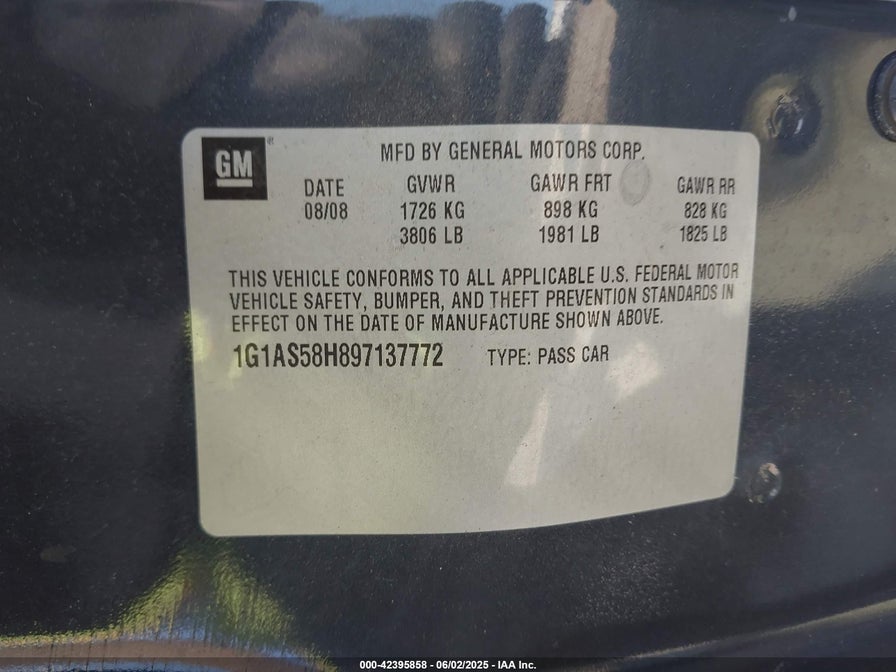 GM
®
MFD BY GENERAL MOTORS CORP.
DATE GVWR GAWR FRT GAWR RR
08/08 1726 KG 898 KG 828 KG
3806 LB 1981 LB 1825 LB
THIS VEHICLE CONFORMS TO ALL APPLICABLE U.S. FEDERAL MOTOR
VEHICLE SAFETY, BUMPER, AND THEFT PREVENTION STANDARDS IN
EFFECT ON THE DATE OF MANUFACTURE SHOWN ABOVE.
1G1AS58H897137772 TYPE: PASS CAR
000-42395858 - 06/02/2025 - IAA Inc.